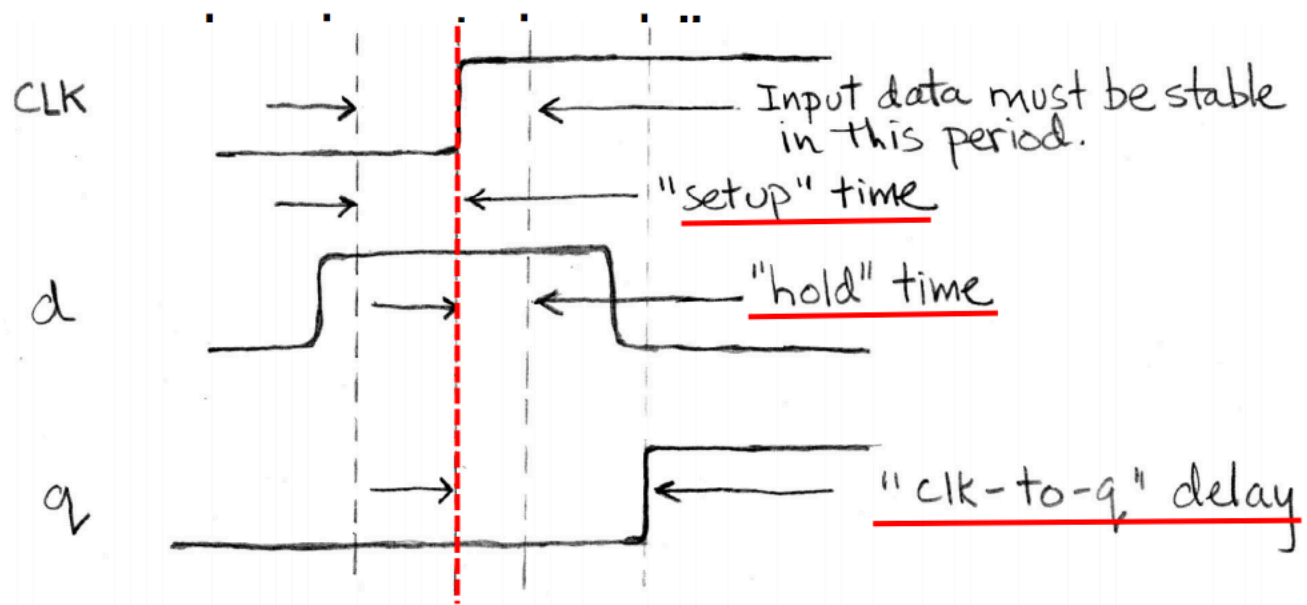 CLK
Input data must be stable
in this period.
"setup" time
d
"hold" time
q
"clk-to-q" delay